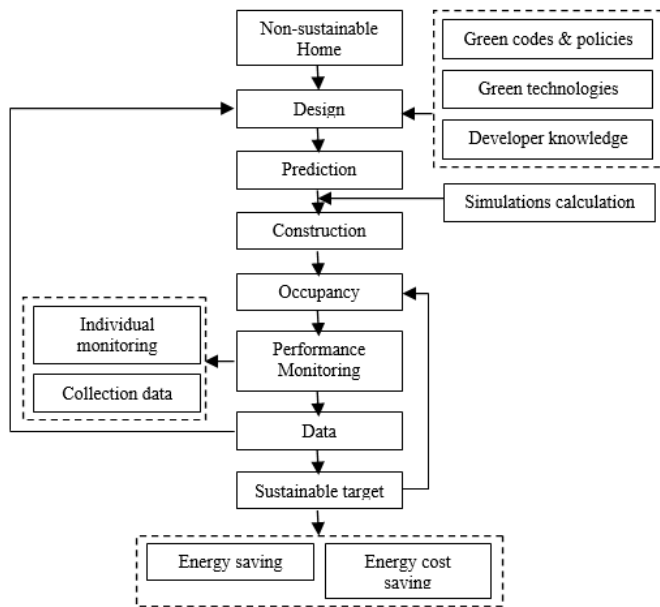 Non-sustainable
Home
Green codes & policies
Green technologies
Design
Developer knowledge
Prediction
Simulations calculation
Construction
Occupancy
Individual
monitoring
Performance
Monitoring
Collection data
Data
Sustainable target
Energy saving
Energy cost
saving